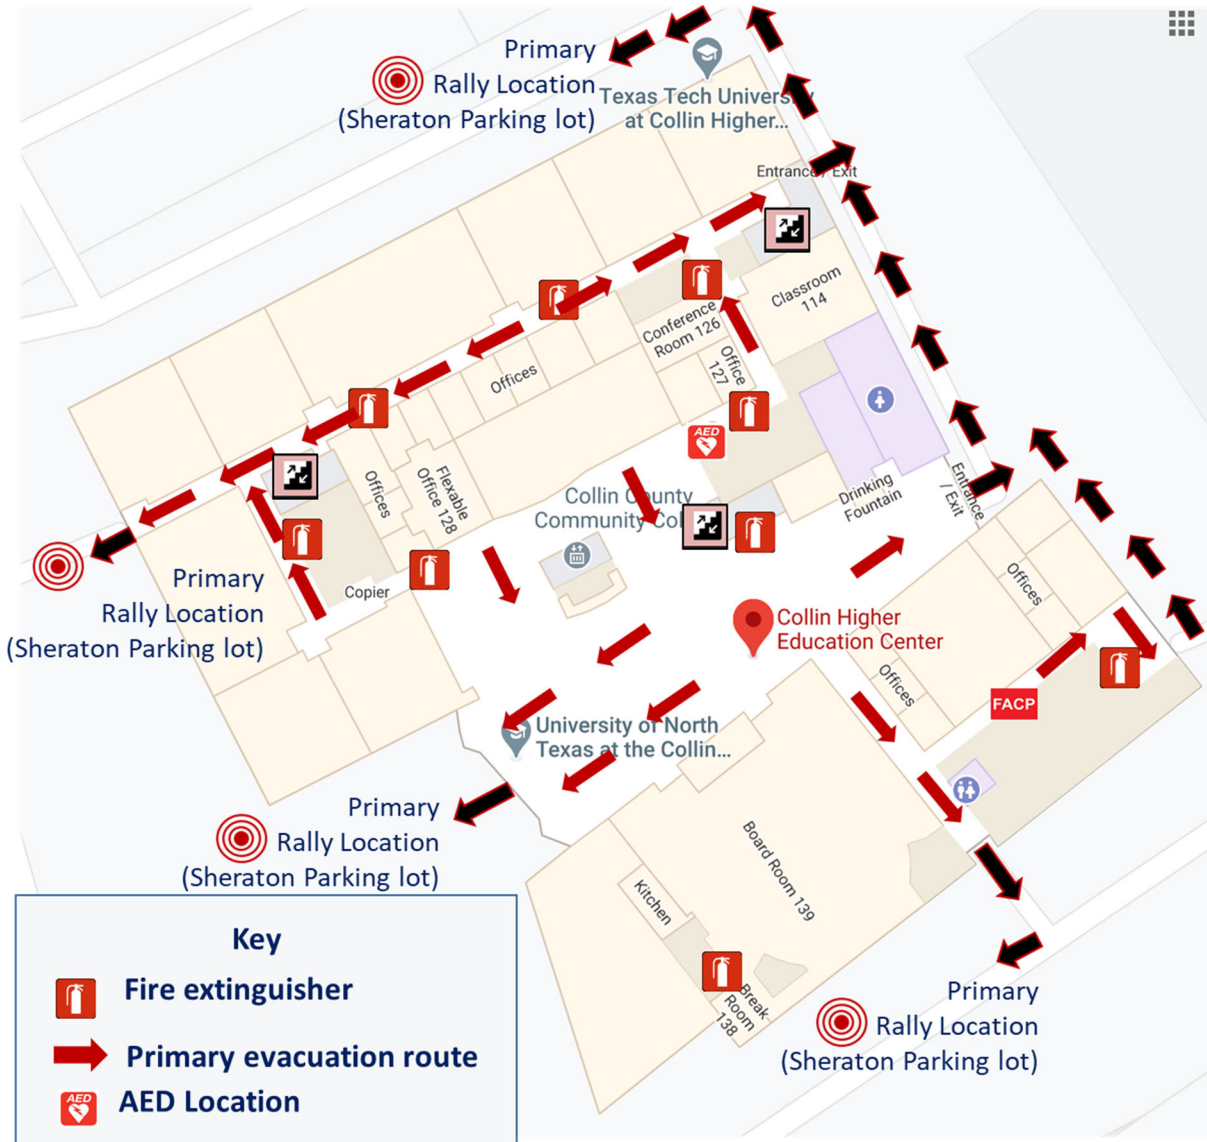 Primary
Rally Location
(Sheraton Parking lot)
Texas Tech University
at Collin Higher...
Entrance / Exit
Classroom
114
Conference
Room 126
Office
127
Offices
AED
Flexable
Office 128
Offices
Collin County
Community Col
Drinking
Fountain
Entrance
/ Exit
Primary
Rally Location
(Sheraton Parking lot)
Copier
Collin Higher
Education Center
Offices
Offices
FACP
University of North
Texas at the Collin...
Primary
Rally Location
(Sheraton Parking lot)
Board Room 139
Kitchen
Break
Room
138
Primary
Rally Location
(Sheraton Parking lot)
Key
Fire extinguisher
Primary evacuation route
AED
AED Location